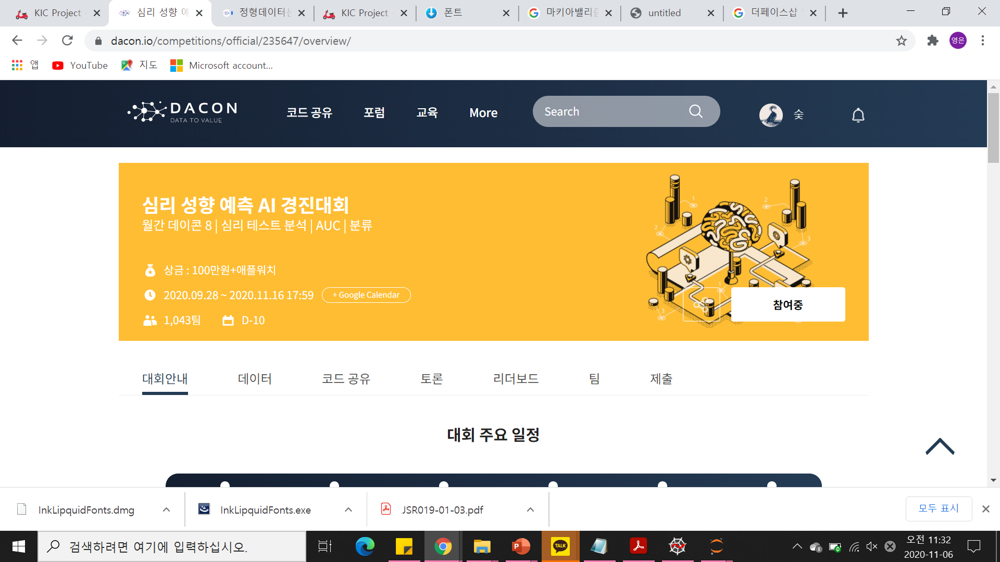 KIC Project
심리 성향 예
정형데이터는
KIC Project
폰트
마키아밸리즘
untitled
더페이스샵
dacon.io/competitions/official/235647/overview/
영은
앱
YouTube
지도
Microsoft account...
DACON
DATA TO VALUE
코드 공유
포럼
교육
More
Search
숯
심리 성향 예측 AI 경진대회
월간 데이콘 8 | 심리 테스트 분석 | AUC | 분류
상금 : 100만원+애플워치
2020.09.28 ~ 2020.11.16 17:59
+ Google Calendar
1,043팀
D-10
참여중
대회안내
데이터
코드 공유
토론
리더보드
팀
제출
대회 주요 일정
InkLipquidFonts.dmg
InkLipquidFonts.exe
JSR019-01-03.pdf
모두 표시
검색하려면 여기에 입력하십시오.
TALK
오전 11:32
2020-11-06